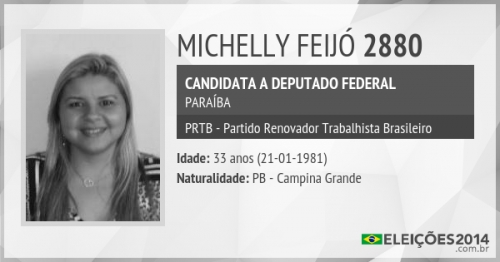 MICHELLY FEIJÓ 2880
CANDIDATA A DEPUTADO FEDERAL
PARAÍBA
PRTB - Partido Renovador Trabalhista Brasileiro
Idade: 33 anos (21-01-1981)
Naturalidade: PB - Campina Grande
ELEIÇÕES2014
.com.br